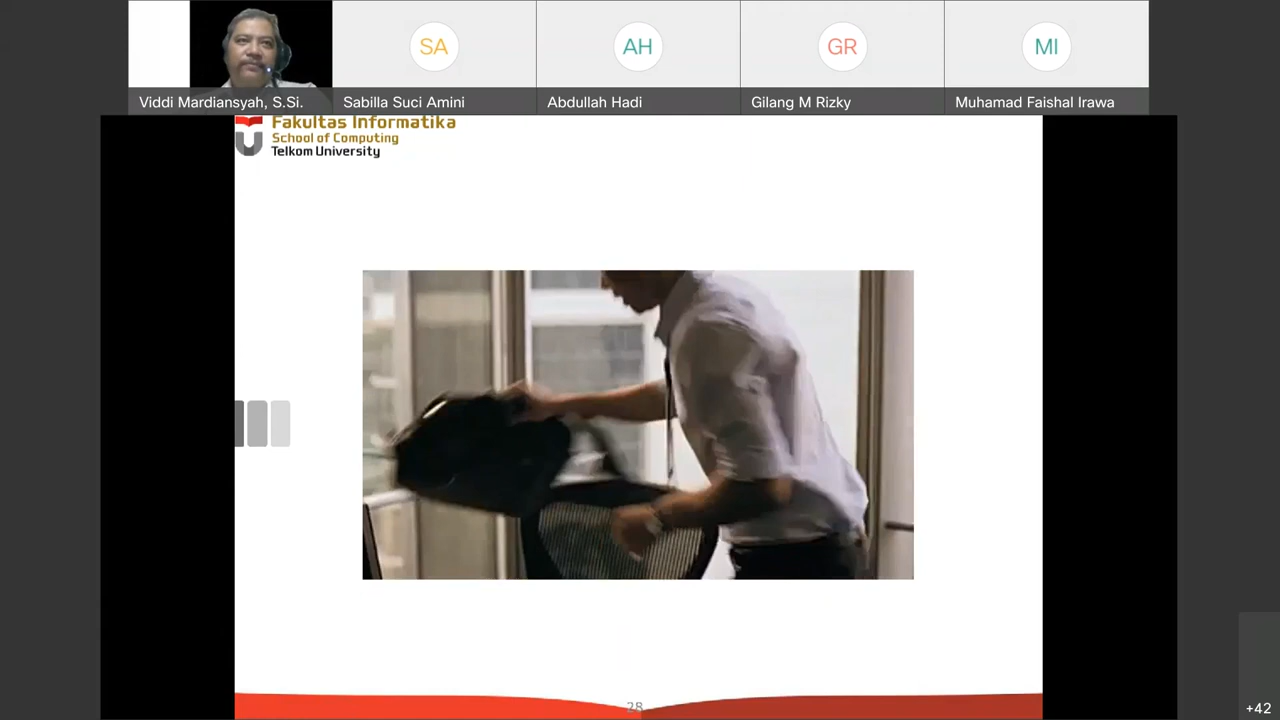 SA
AH
GR
MI
Viddi Mardiansyah, S.Si.
Sabilla Suci Amini
Abdullah Hadi
Gilang M Rizky
Muhamad Faishal Irawa
Fakultas Informatika
School of Computing
Telkom University
28
+42